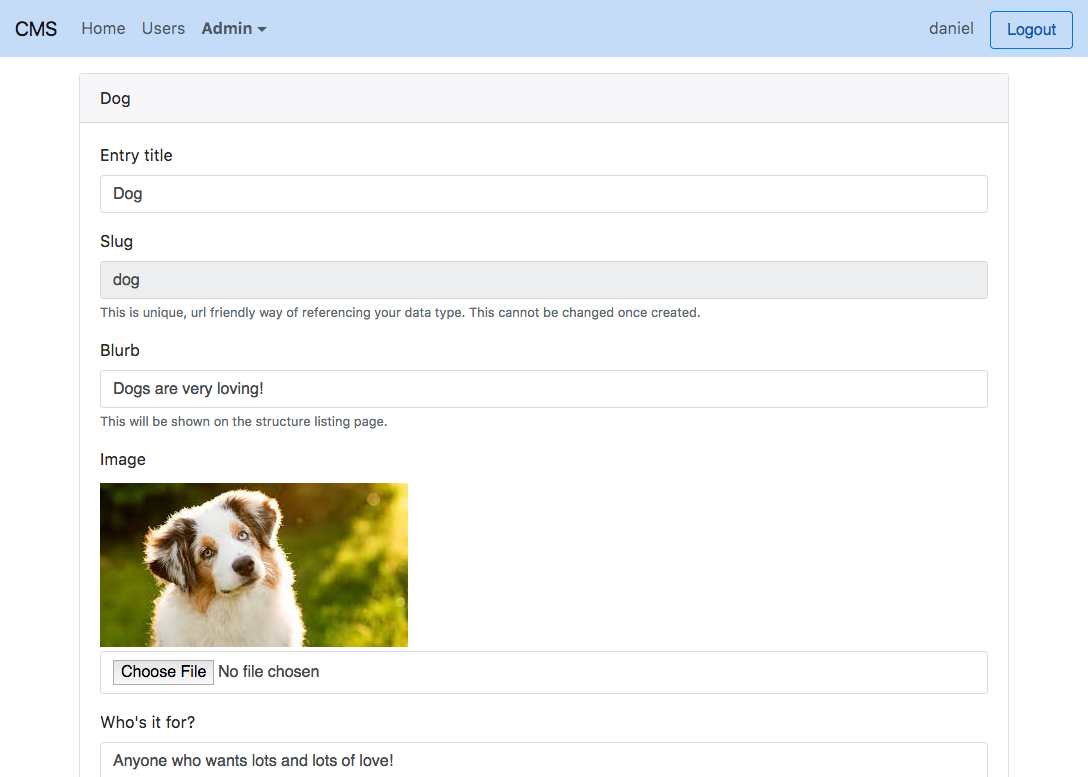 CMS Home Users Admin daniel Logout
Dog
Entry title
Dog
Slug
dog
This is unique, url friendly way of referencing your data type. This cannot be changed once created.
Blurb
Dogs are very loving!
This will be shown on the structure listing page.
Image
Choose File No file chosen
Who's it for?
Anyone who wants lots and lots of love!